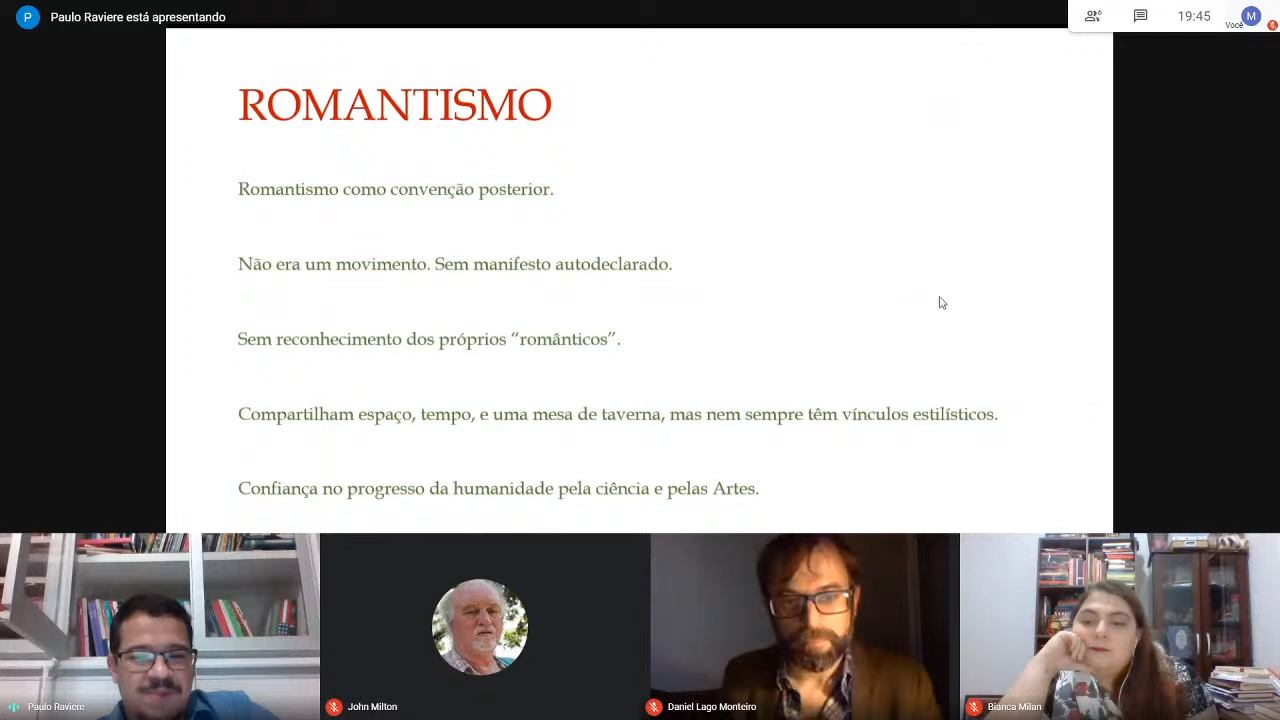 P Paulo Raviere está apresentando
6
19:45
Você
M
ROMANTISMO
Romantismo como convenção posterior.
Não era um movimento. Sem manifesto autodeclarado.
Sem reconhecimento dos próprios “românticos”.
Compartilham espaço, tempo, e uma mesa de taverna, mas nem sempre têm vínculos estilísticos.
Confiança no progresso da humanidade pela ciência e pelas Artes.
Paulo Raviere
John Milton
Daniel Lago Monteiro
Bianca Milan